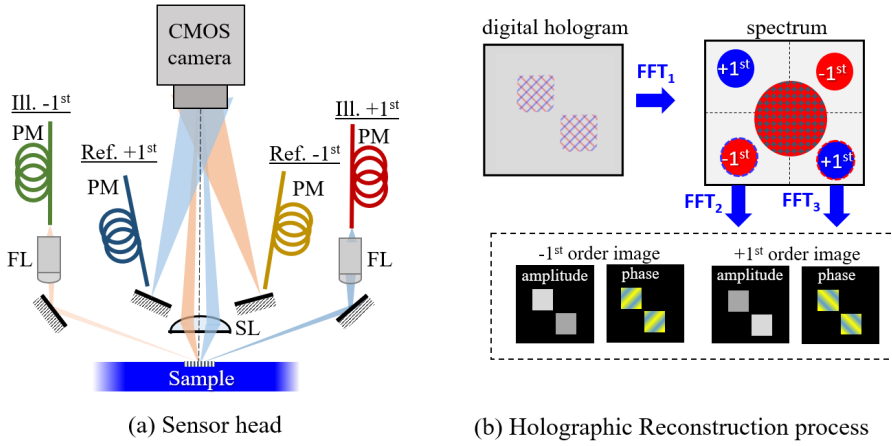 CMOS
camera
Ill. -1st
PM
Ref. +1st
PM
Ref. -1st
PM
Ill. +1st
PM
FL
FL
SL
Sample
(a) Sensor head
digital hologram
FFT1
spectrum
+1st
-1st
-1st
+1st
FFT2
FFT3
-1st order image
amplitude
phase
+1st order image
amplitude
phase
(b) Holographic Reconstruction process